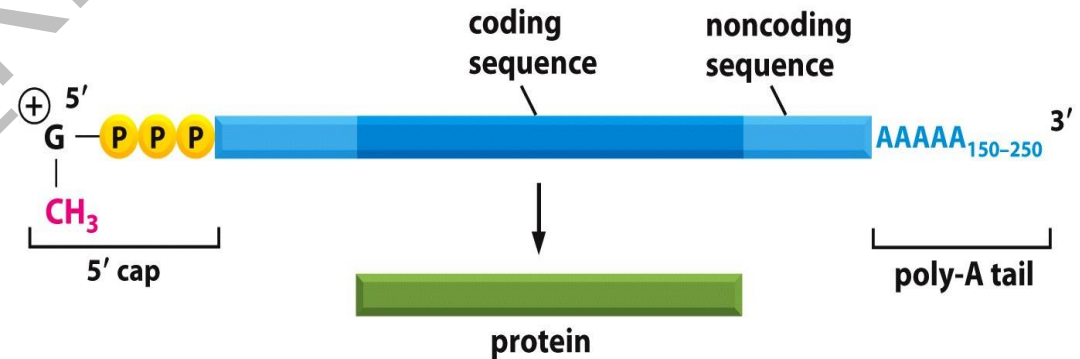 coding
sequence
noncoding
sequence
+
5′
G
P P P
CH₃
AAAAA₁₅₀₋₂₅₀
3′
5′ cap
poly-A tail
protein